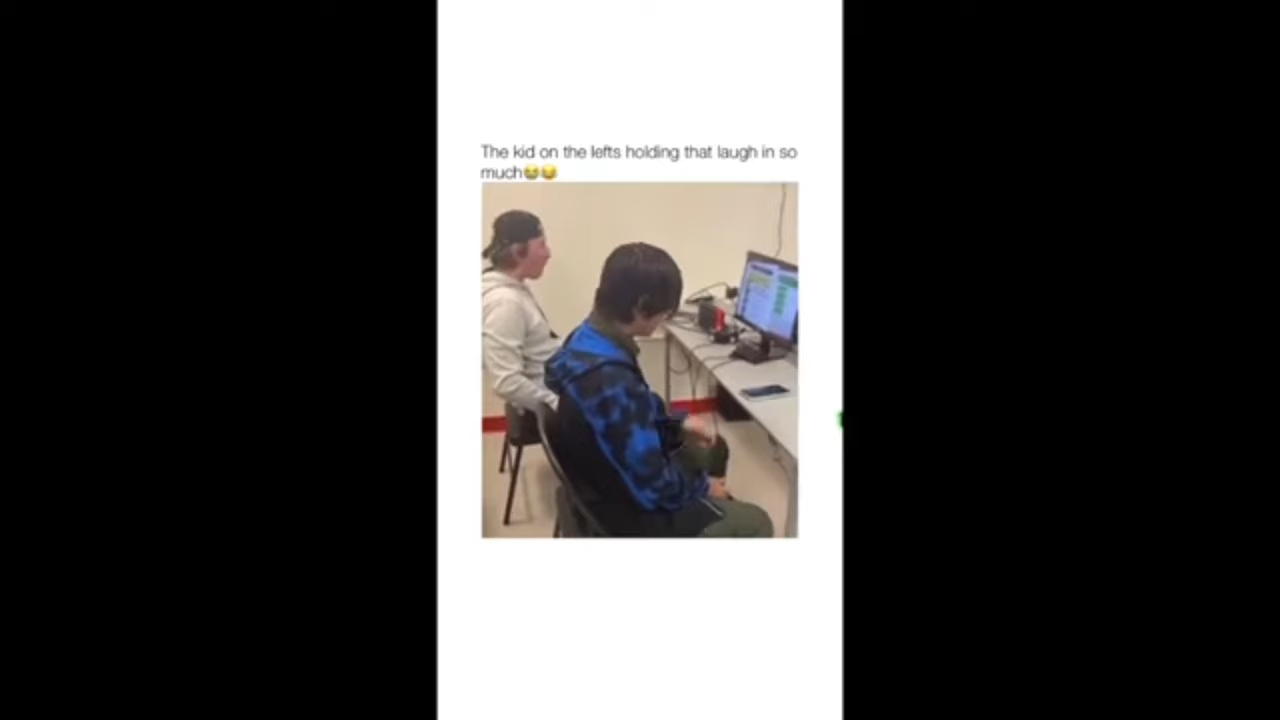 The kid on the lefts holding that laugh in so
much😭😂